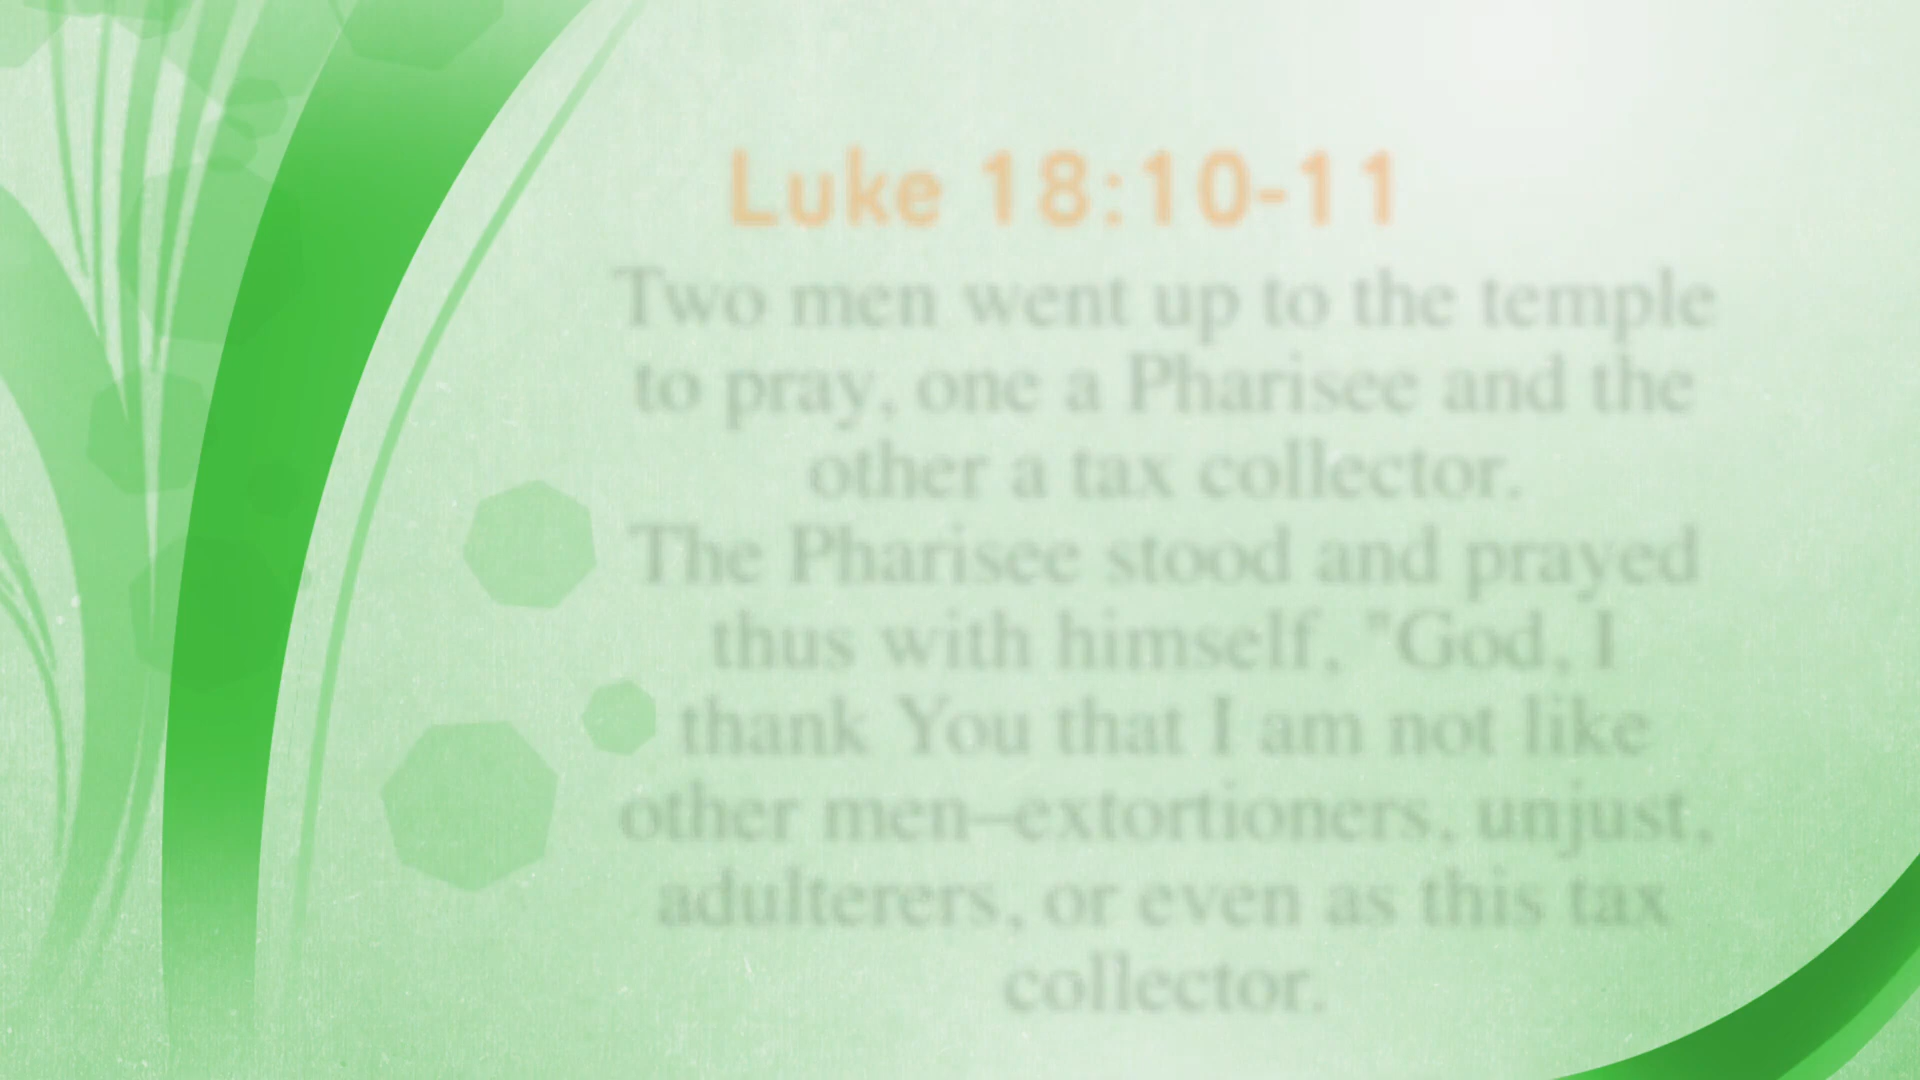 Luke 18:10-11
Two men went up to the temple
to pray, one a Pharisee and the
other a tax collector.
The Pharisee stood and prayed
thus with himself, "God, I
thank You that I am not like
other men–extortioners, unjust,
adulterers, or even as this tax
collector.